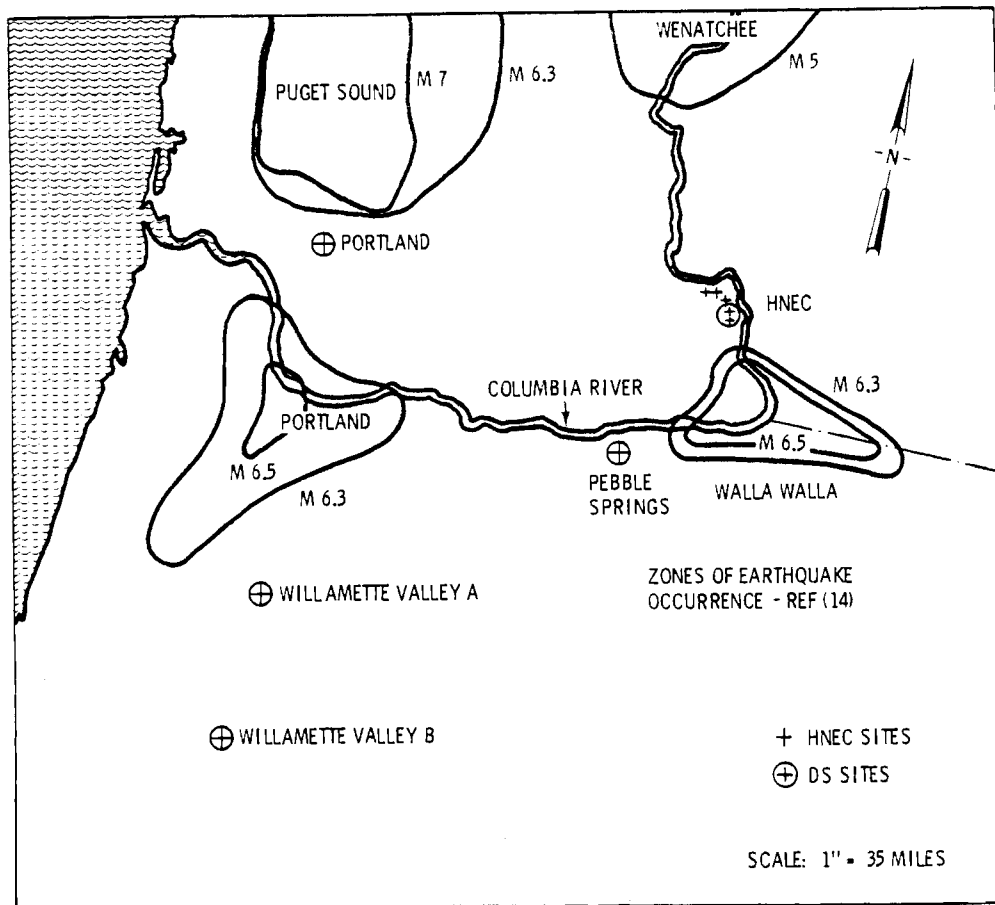 WENATCHEE
PUGET SOUND
M 7
M 6.3
M 5
N
PORTLAND
HNEC
COLUMBIA RIVER
M 6.3
PORTLAND
M 6.5
M 6.5
M 6.3
PEBBLE
SPRINGS
WALLA WALLA
WILLAMETTE VALLEY A
ZONES OF EARTHQUAKE
OCCURRENCE - REF (14)
WILLAMETTE VALLEY B
+ HNEC SITES
⊕ DS SITES
SCALE: 1" = 35 MILES